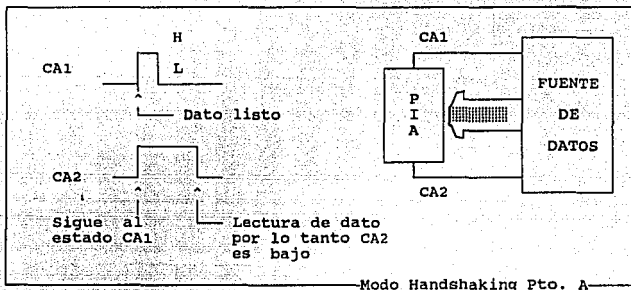 H
CA1
L
Dato listo
CA2
Sigue al
estado CA1
Lectura de dato
por lo tanto CA2
es bajo
CA1
P
I
A
FUENTE
DE
DATOS
CA2
Modo Handshaking Pto. A